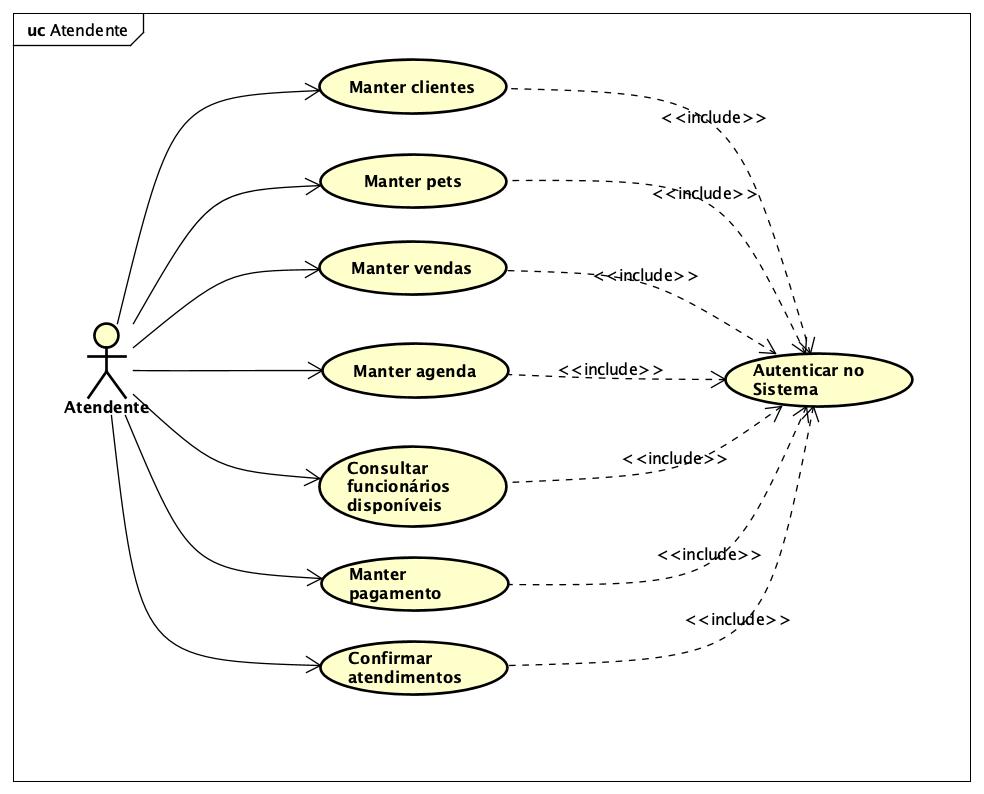 uc Atendente
Manter clientes
<<include>>
Manter pets
<<include>>
Manter vendas
<<include>>
Atendente
Manter agenda
<<include>>
Autenticar no
Sistema
Consultar
funcionários
disponíveis
<<include>>
Manter
pagamento
<<include>>
Confirmar
atendimentos
<<include>>